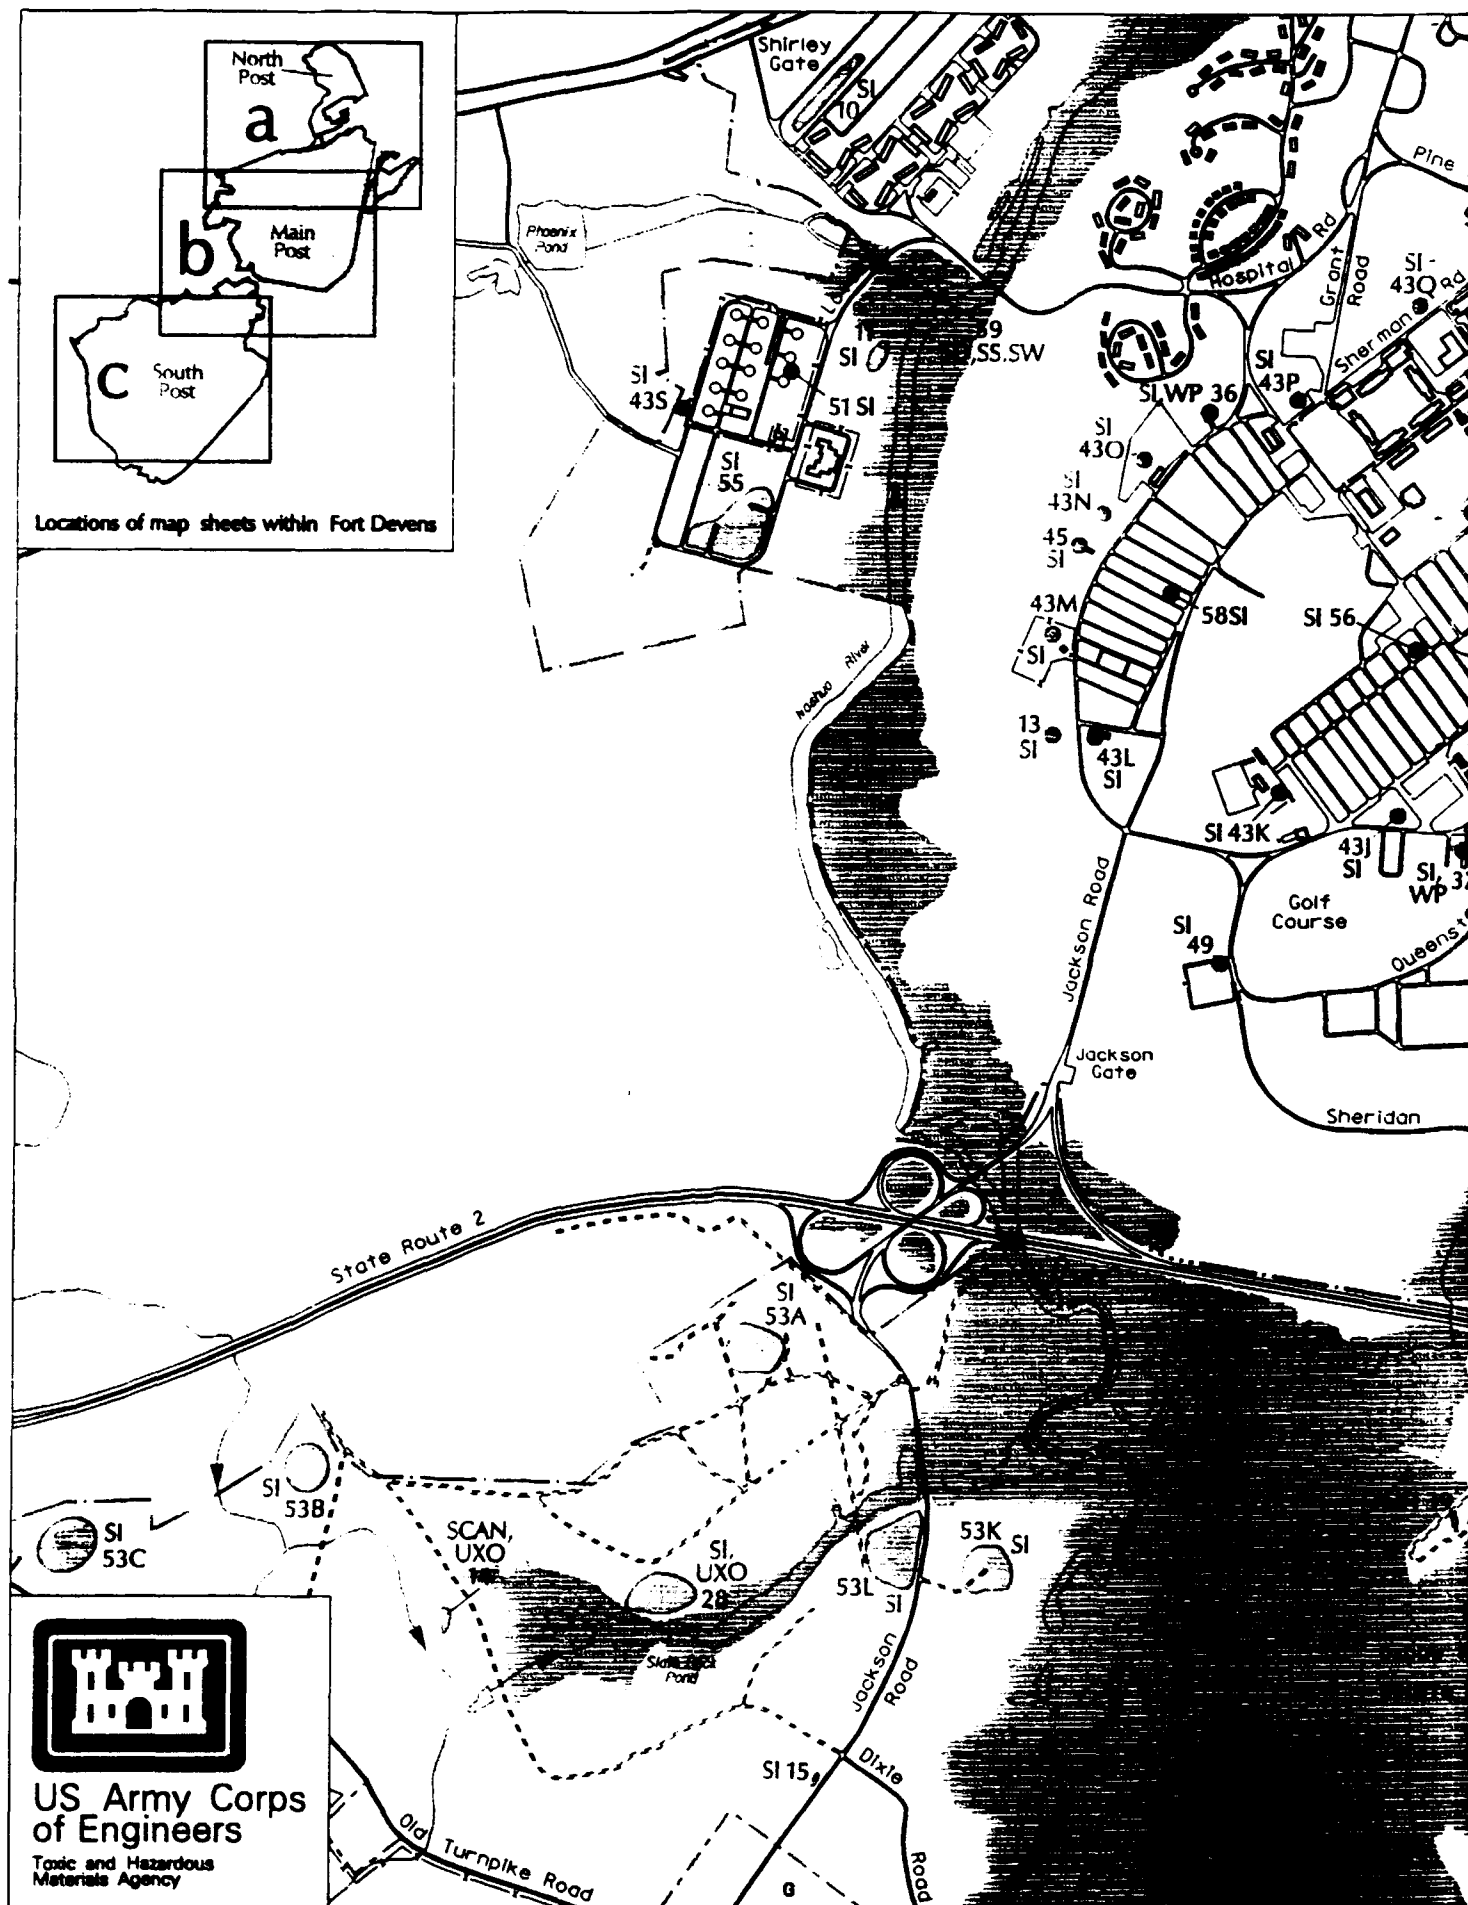 North
Post
a
b
Main
Post
C
South
Post
Locations of map sheets within Fort Devens
Shirley
Gate
SI
10
Phoenix
Pond
Pine
Hospital Rd
Grant
Road
SI -
43Q
Sherman Rd
SI
11
SI
43S
51 SI
SI
55
39
,SS.SW
SI, WP 36
SI
43P
SI
43O
SI
43N
45
SI
43M
SI
58SI
SI 56
Nashua River
13
SI
43L
SI
SI 43K
43J
SI
SI,
WP
Golf
Course
SI
49
Jackson Road
Jackson
Gate
Sheridan
State Route 2
SI
53A
SI
53B
SI
53C
SCAN,
UXO
SI,
UXO
28
53L
SI
53K
SI
Pond
Jackson
Road
SI 15
Dixie
Road
Old Turnpike Road
G
US Army Corps
of Engineers
Toxic and Hazardous
Materials Agency